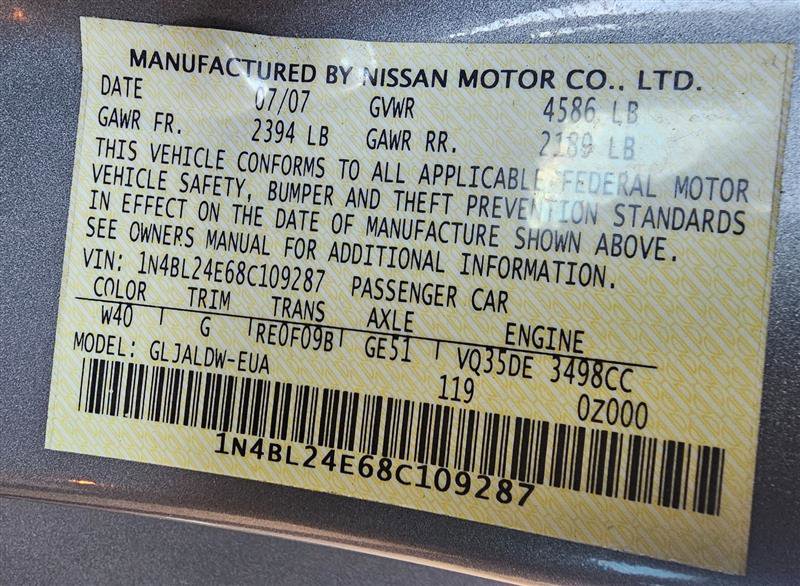 MANUFACTURED BY NISSAN MOTOR CO., LTD.
DATE 07/07 GVWR 4586 LB
GAWR FR. 2394 LB GAWR RR. 2189 LB
THIS VEHICLE CONFORMS TO ALL APPLICABLE FEDERAL MOTOR
VEHICLE SAFETY, BUMPER AND THEFT PREVENTION STANDARDS
IN EFFECT ON THE DATE OF MANUFACTURE SHOWN ABOVE.
SEE OWNERS MANUAL FOR ADDITIONAL INFORMATION.
VIN: 1N4BL24E68C109287 PASSENGER CAR
COLOR TRIM TRANS AXLE ENGINE
W40 G RE0F09B GE51 VQ35DE 3498CC
MODEL: GLJALDW-EUA 119 0Z000
1N4BL24E68C109287